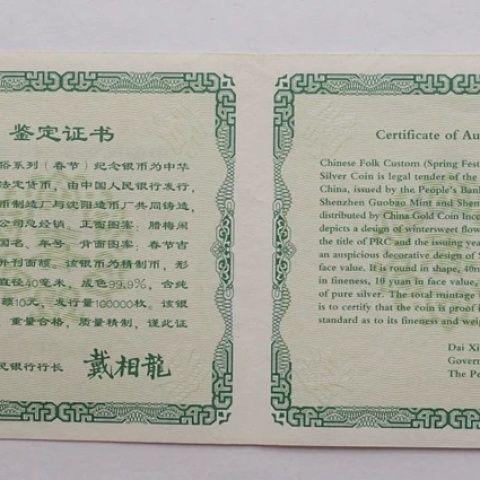 鉴定证书
俗系列（春节）纪念银币为中华
法定货币。由中国人民银行发行,
币制造厂与沈阳造币厂共同铸造,
公司总经销。正面图案：腊梅闹
国名、年号。背面图案：春节吉
并刊面额。该银币为精制币，形
直径40毫米，成色99.9%，含纯
额10元，发行量100000枚。该银
，重量合格，质量精制，谨此证
民银行行长 戴相龍
Certificate of Au
Chinese Folk Custom (Spring Fest
Silver Coin is legal tender of the
China, issued by the People's Bank
Shenzhen Guobao Mint and Shen
distributed by China Gold Coin Inco
depicts a design of wintersweet flow
the title of PRC and the issuing yea
an auspicious decorative design of S
face value. It is round in shape, 40m
in fineness, 10 yuan in face value,
of pure silver. The total mintage i
is to certify that the coin is proof i
standard as to its fineness and weig
Dai Xi
Govern
The Pe